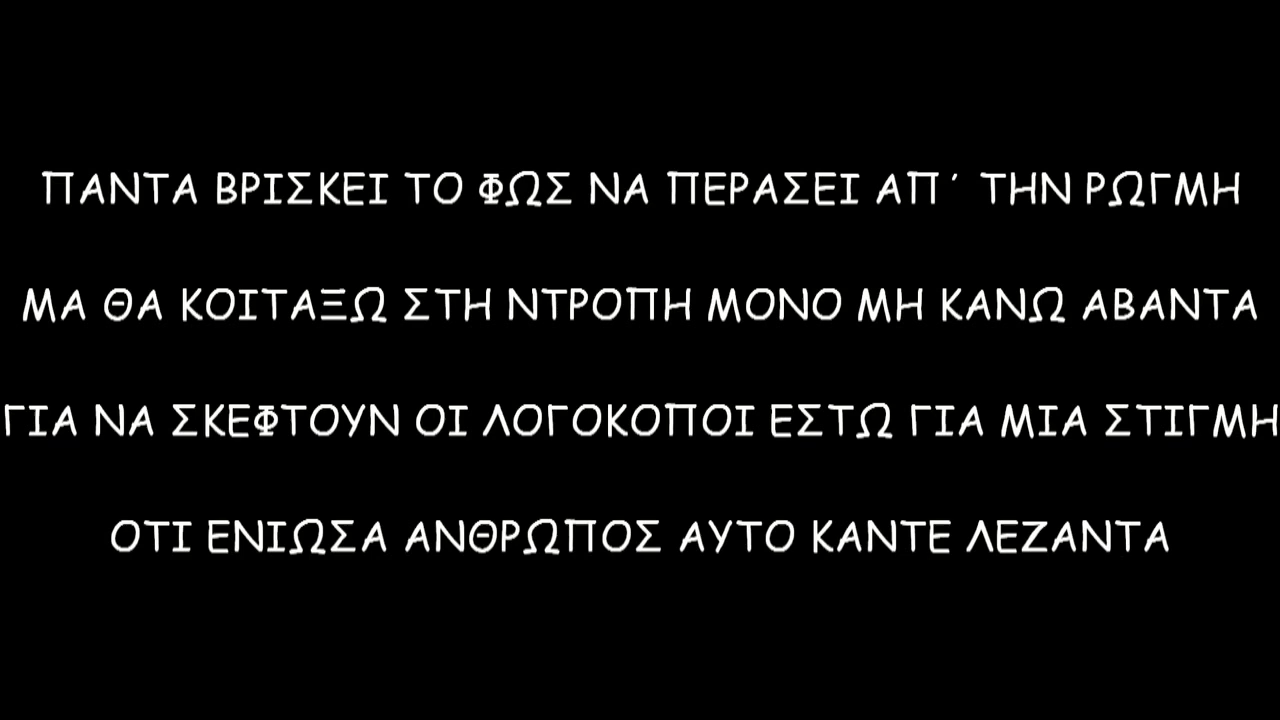 ΠΑΝΤΑ ΒΡΙΣΚΕΙ ΤΟ ΦΩΣ ΝΑ ΠΕΡΑΣΕΙ ΑΠ΄ ΤΗΝ ΡΩΓΜΗ
ΜΑ ΘΑ ΚΟΙΤΑΞΩ ΣΤΗ ΝΤΡΟΠΗ ΜΟΝΟ ΜΗ ΚΑΝΩ ΑΒΑΝΤΑ
ΓΙΑ ΝΑ ΣΚΕΦΤΟΥΝ ΟΙ ΛΟΓΟΚΟΠΟΙ ΕΣΤΩ ΓΙΑ ΜΙΑ ΣΤΙΓΜΗ
ΟΤΙ ΕΝΙΩΣΑ ΑΝΘΡΩΠΟΣ ΑΥΤΟ ΚΑΝΤΕ ΛΕΖΑΝΤΑ